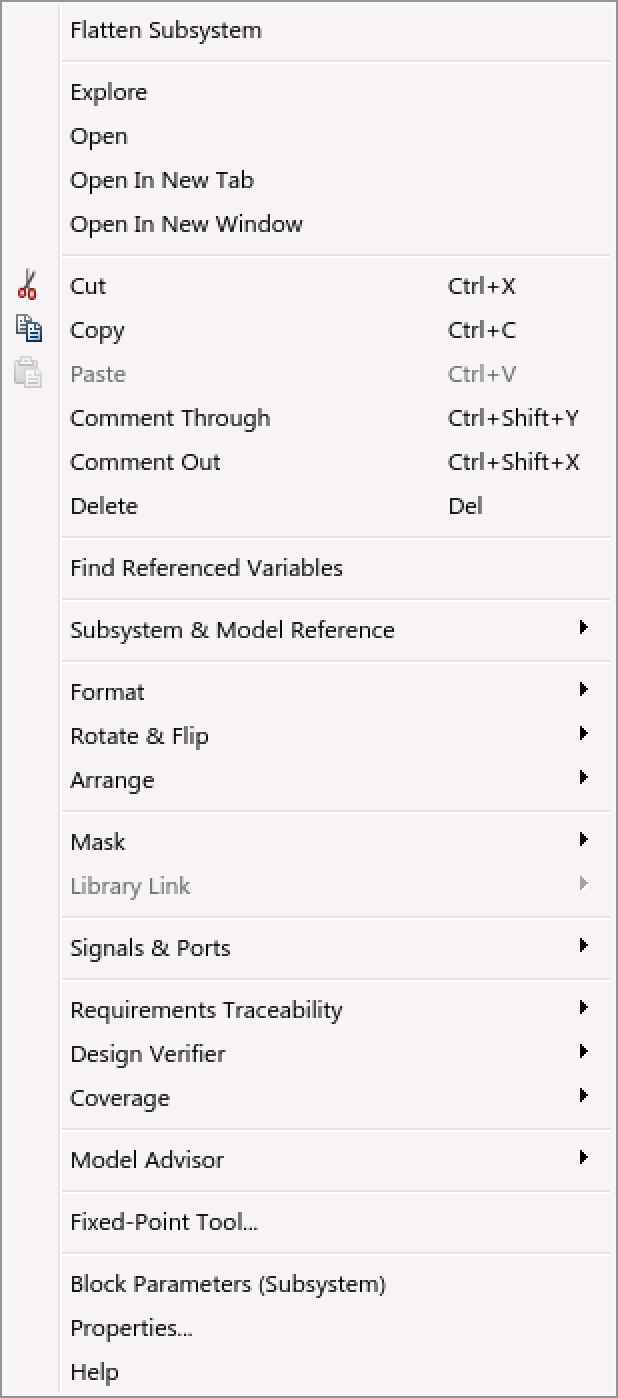 Flatten Subsystem
Explore
Open
Open In New Tab
Open In New Window
Cut Ctrl+X
Copy Ctrl+C
Paste Ctrl+V
Comment Through Ctrl+Shift+Y
Comment Out Ctrl+Shift+X
Delete Del
Find Referenced Variables
Subsystem & Model Reference
Format
Rotate & Flip
Arrange
Mask
Library Link
Signals & Ports
Requirements Traceability
Design Verifier
Coverage
Model Advisor
Fixed-Point Tool...
Block Parameters (Subsystem)
Properties...
Help